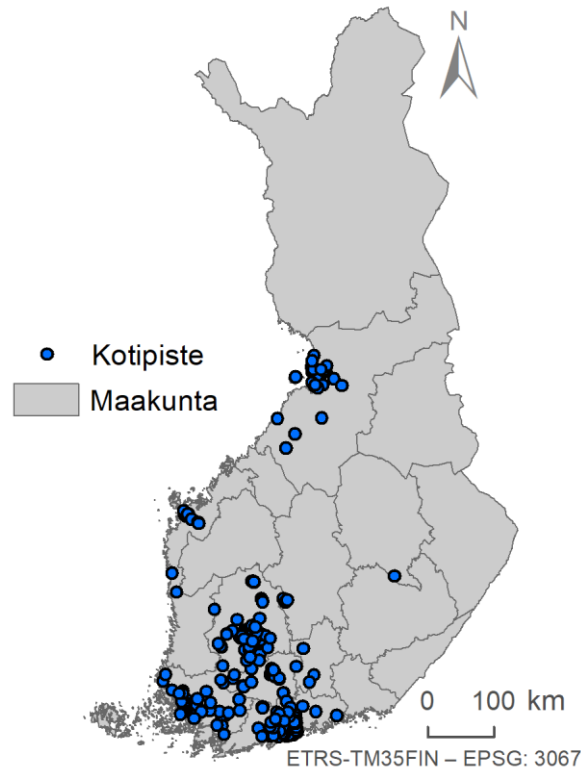 N
Kotipiste
Maakunta
0 100 km
ETRS-TM35FIN – EPSG: 3067